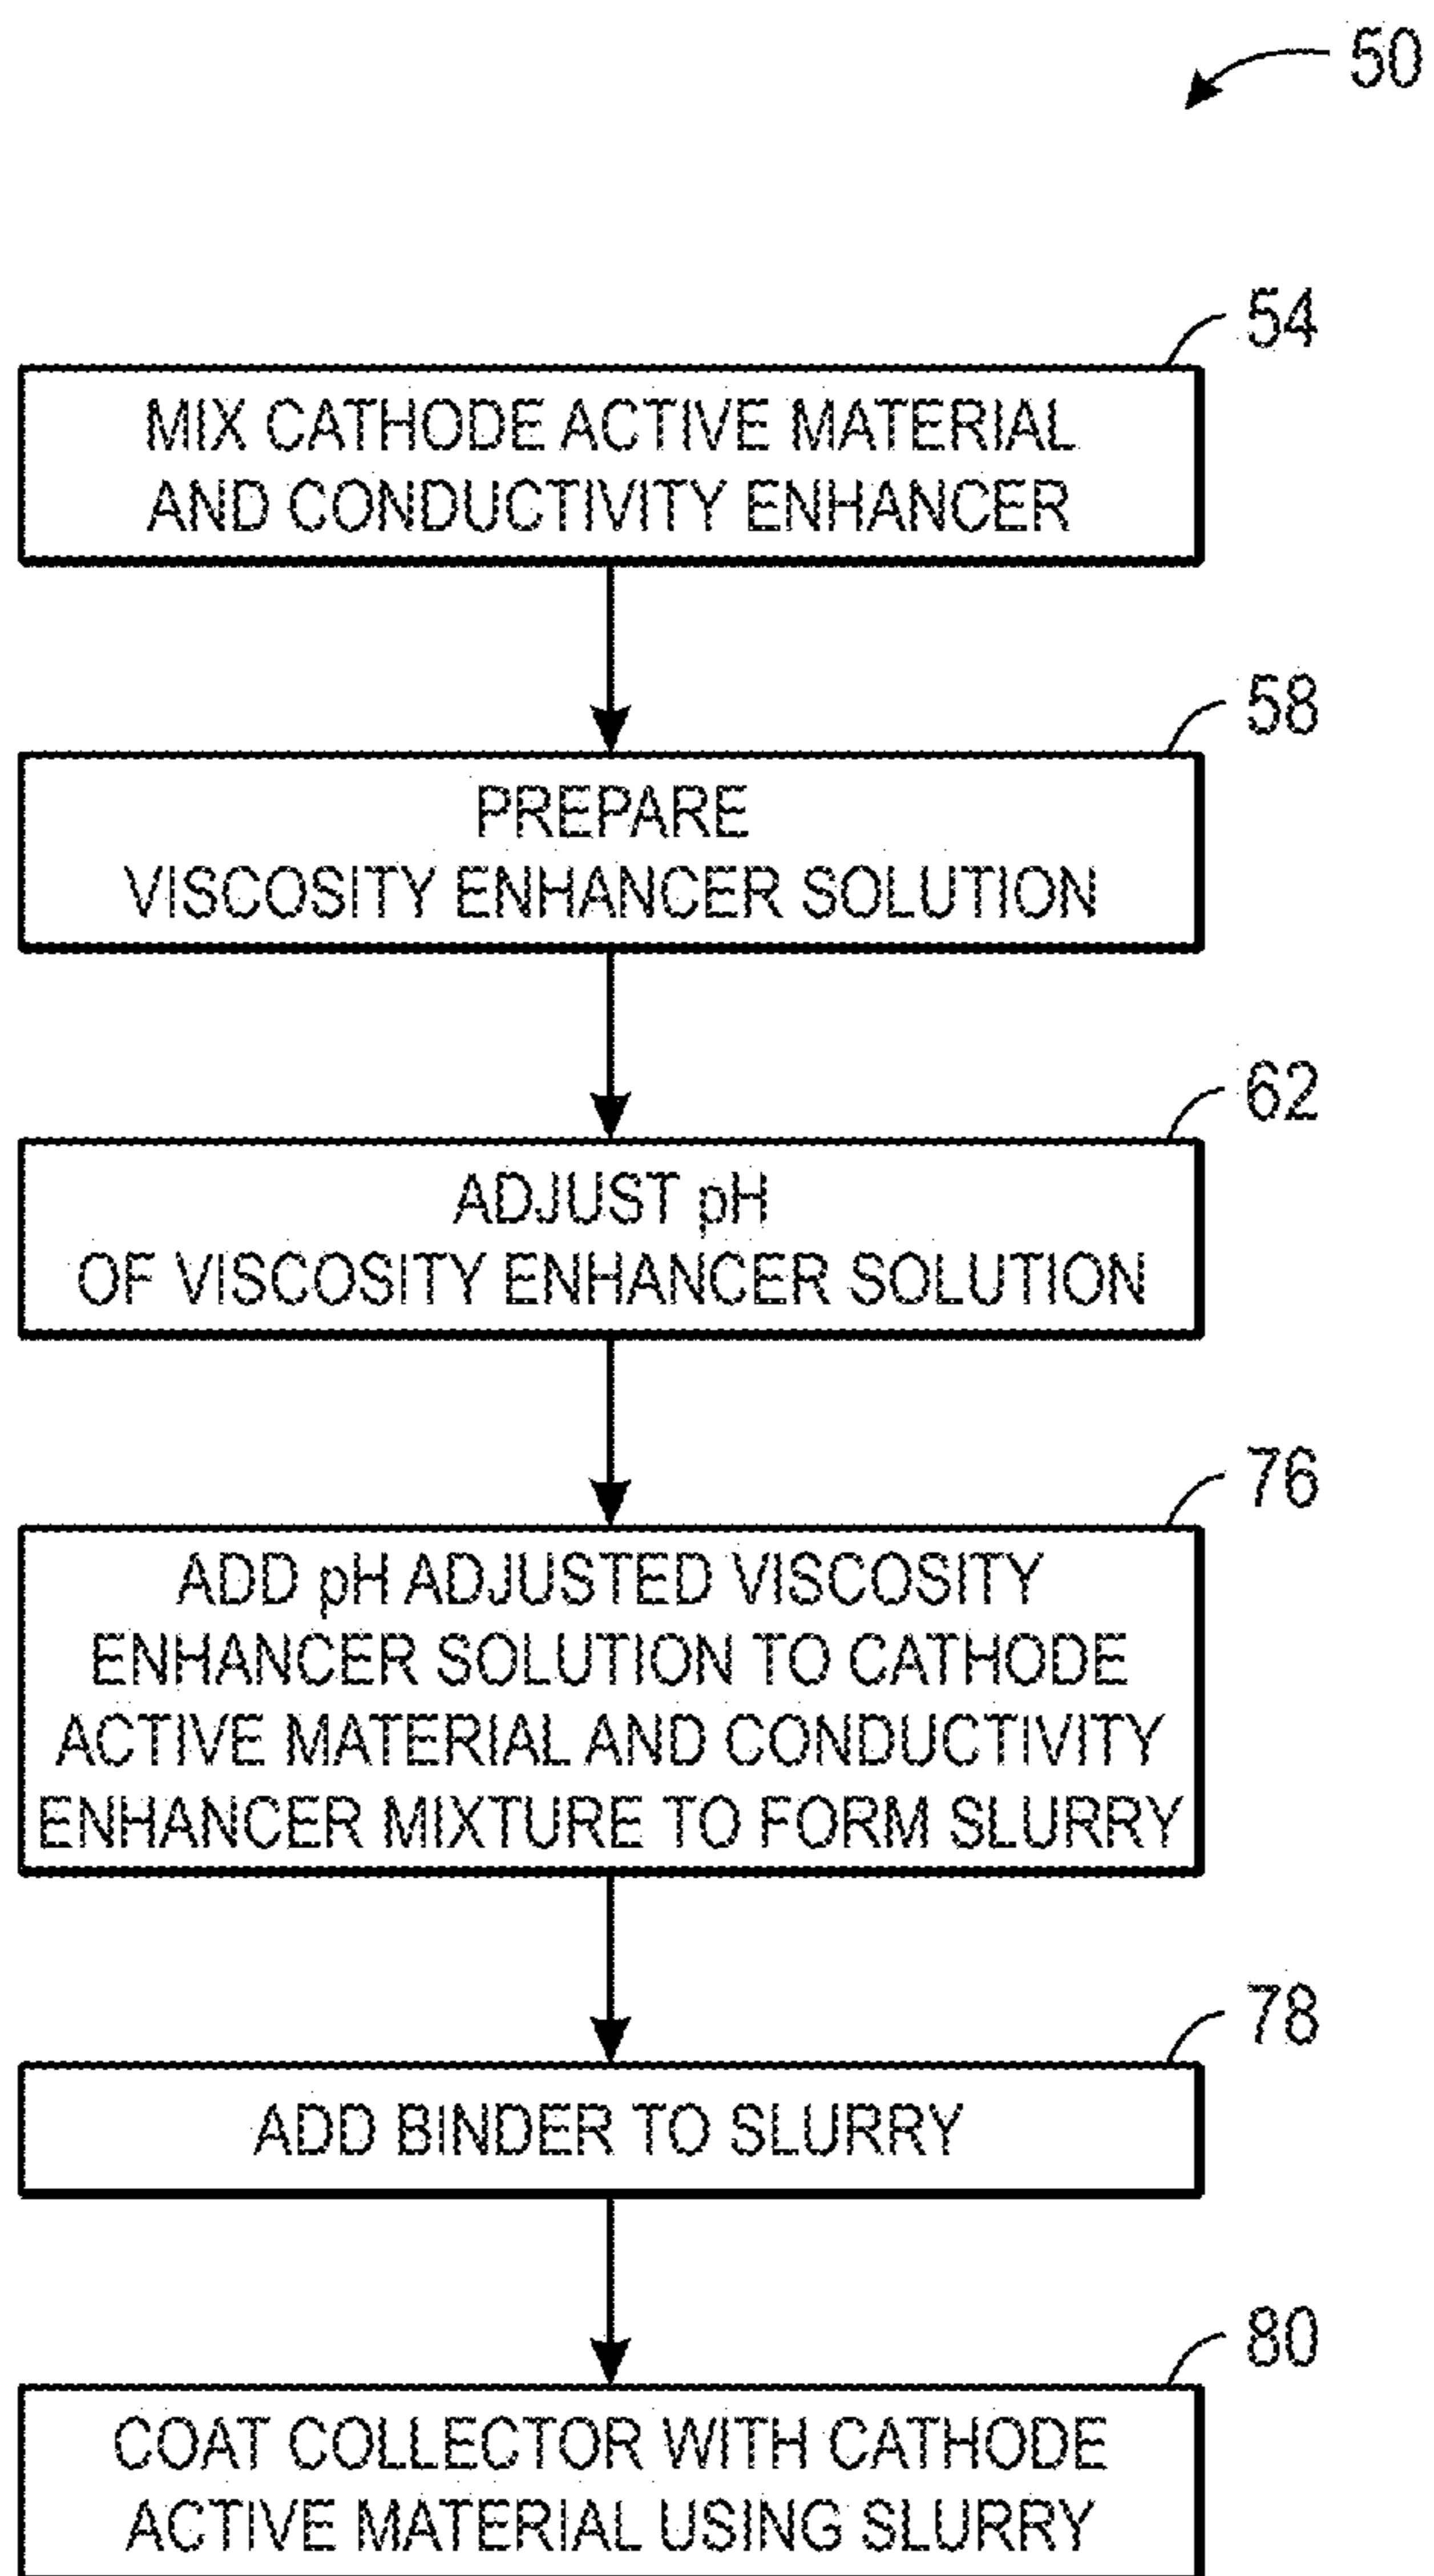 50
54
MIX CATHODE ACTIVE MATERIAL
AND CONDUCTIVITY ENHANCER
58
PREPARE
VISCOSITY ENHANCER SOLUTION
62
ADJUST pH
OF VISCOSITY ENHANCER SOLUTION
76
ADD pH ADJUSTED VISCOSITY
ENHANCER SOLUTION TO CATHODE
ACTIVE MATERIAL AND CONDUCTIVITY
ENHANCER MIXTURE TO FORM SLURRY
78
ADD BINDER TO SLURRY
80
COAT COLLECTOR WITH CATHODE
ACTIVE MATERIAL USING SLURRY